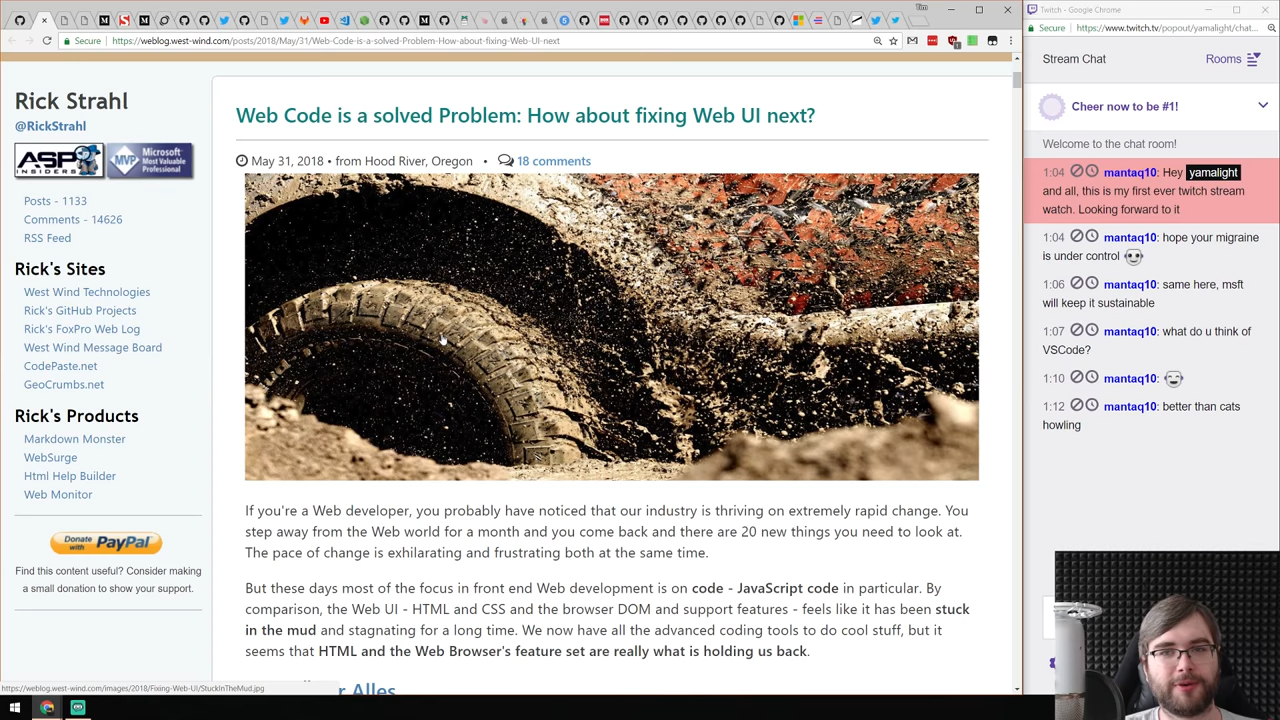 Tim
Twitch - Google Chrome
Secure
https://weblog.west-wind.com/posts/2018/May/31/Web-Code-is-a-solved-Problem-How-about-fixing-Web-UI-next
Secure
https://www.twitch.tv/popout/yamalight/chat...
Rick Strahl
@RickStrahl
ASP
INSIDERS
MVP
Microsoft
Most Valuable
Professional
Posts - 1133
Comments - 14626
RSS Feed
Rick's Sites
West Wind Technologies
Rick's GitHub Projects
Rick's FoxPro Web Log
West Wind Message Board
CodePaste.net
GeoCrumbs.net
Rick's Products
Markdown Monster
WebSurge
Html Help Builder
Web Monitor
Donate
with PayPal
Find this content useful? Consider making
a small donation to show your support.
Web Code is a solved Problem: How about fixing Web UI next?
May 31, 2018 • from Hood River, Oregon • 18 comments
If you're a Web developer, you probably have noticed that our industry is thriving on extremely rapid change. You
step away from the Web world for a month and you come back and there are 20 new things you need to look at.
The pace of change is exhilarating and frustrating both at the same time.
But these days most of the focus in front end Web development is on code - JavaScript code in particular. By
comparison, the Web UI - HTML and CSS and the browser DOM and support features - feels like it has been stuck
in the mud and stagnating for a long time. We now have all the advanced coding tools to do cool stuff, but it
seems that HTML and the Web Browser's feature set are really what is holding us back.
r Alles
https://weblog.west-wind.com/images/2018/Fixing-Web-UI/StuckInTheMud.jpg
Stream Chat
Rooms
Cheer now to be #1!
Welcome to the chat room!
1:04 mantaq10: Hey yamalight
and all, this is my first ever twitch stream
watch. Looking forward to it
1:04 mantaq10: hope your migraine
is under control
1:06 mantaq10: same here, msft
will keep it sustainable
1:07 mantaq10: what do u think of
VSCode?
1:10 mantaq10:
1:12 mantaq10: better than cats
howling